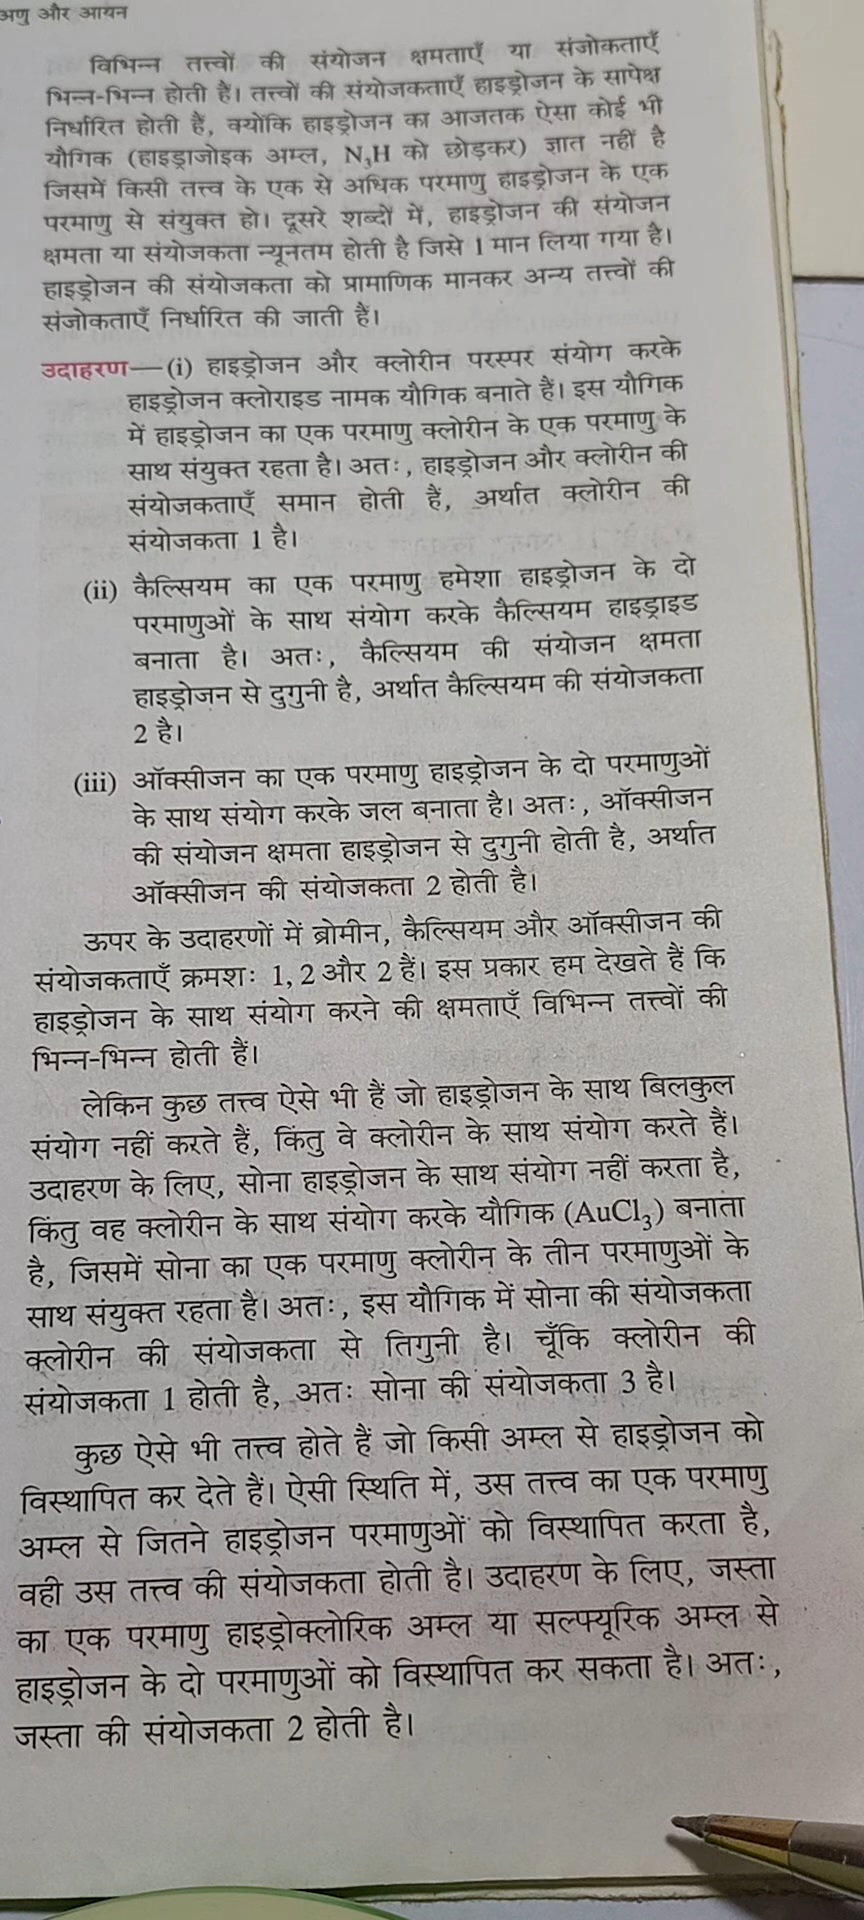 अणु और आयन
विभिन्न तत्त्वों की संयोजन क्षमताएँ या संजोकताएँ
भिन्न-भिन्न होती हैं। तत्त्वों की संयोजकताएँ हाइड्रोजन के सापेक्ष
निर्धारित होती हैं, क्योंकि हाइड्रोजन का आजतक ऐसा कोई भी
यौगिक (हाइड्राजोइक अम्ल, N₃H को छोड़कर) ज्ञात नहीं है
जिसमें किसी तत्त्व के एक से अधिक परमाणु हाइड्रोजन के एक
परमाणु से संयुक्त हो। दूसरे शब्दों में, हाइड्रोजन की संयोजन
क्षमता या संयोजकता न्यूनतम होती है जिसे 1 मान लिया गया है।
हाइड्रोजन की संयोजकता को प्रामाणिक मानकर अन्य तत्त्वों की
संजोकताएँ निर्धारित की जाती हैं।
उदाहरण—(i) हाइड्रोजन और क्लोरीन परस्पर संयोग करके
हाइड्रोजन क्लोराइड नामक यौगिक बनाते हैं। इस यौगिक
में हाइड्रोजन का एक परमाणु क्लोरीन के एक परमाणु के
साथ संयुक्त रहता है। अतः, हाइड्रोजन और क्लोरीन की
संयोजकताएँ समान होती हैं, अर्थात क्लोरीन की
संयोजकता 1 है।
(ii) कैल्सियम का एक परमाणु हमेशा हाइड्रोजन के दो
परमाणुओं के साथ संयोग करके कैल्सियम हाइड्राइड
बनाता है। अतः, कैल्सियम की संयोजन क्षमता
हाइड्रोजन से दुगुनी है, अर्थात कैल्सियम की संयोजकता
2 है।
(iii) ऑक्सीजन का एक परमाणु हाइड्रोजन के दो परमाणुओं
के साथ संयोग करके जल बनाता है। अतः, ऑक्सीजन
की संयोजन क्षमता हाइड्रोजन से दुगुनी होती है, अर्थात
ऑक्सीजन की संयोजकता 2 होती है।
ऊपर के उदाहरणों में ब्रोमीन, कैल्सियम और ऑक्सीजन की
संयोजकताएँ क्रमशः 1, 2 और 2 हैं। इस प्रकार हम देखते हैं कि
हाइड्रोजन के साथ संयोग करने की क्षमताएँ विभिन्न तत्त्वों की
भिन्न-भिन्न होती हैं।
लेकिन कुछ तत्त्व ऐसे भी हैं जो हाइड्रोजन के साथ बिलकुल
संयोग नहीं करते हैं, किंतु वे क्लोरीन के साथ संयोग करते हैं।
उदाहरण के लिए, सोना हाइड्रोजन के साथ संयोग नहीं करता है,
किंतु वह क्लोरीन के साथ संयोग करके यौगिक (AuCl₃) बनाता
है, जिसमें सोना का एक परमाणु क्लोरीन के तीन परमाणुओं के
साथ संयुक्त रहता है। अतः, इस यौगिक में सोना की संयोजकता
क्लोरीन की संयोजकता से तिगुनी है। चूँकि क्लोरीन की
संयोजकता 1 होती है, अतः सोना की संयोजकता 3 है।
कुछ ऐसे भी तत्त्व होते हैं जो किसी अम्ल से हाइड्रोजन को
विस्थापित कर देते हैं। ऐसी स्थिति में, उस तत्त्व का एक परमाणु
अम्ल से जितने हाइड्रोजन परमाणुओं को विस्थापित करता है,
वही उस तत्त्व की संयोजकता होती है। उदाहरण के लिए, जस्ता
का एक परमाणु हाइड्रोक्लोरिक अम्ल या सल्फ्यूरिक अम्ल से
हाइड्रोजन के दो परमाणुओं को विस्थापित कर सकता है। अतः,
जस्ता की संयोजकता 2 होती है।